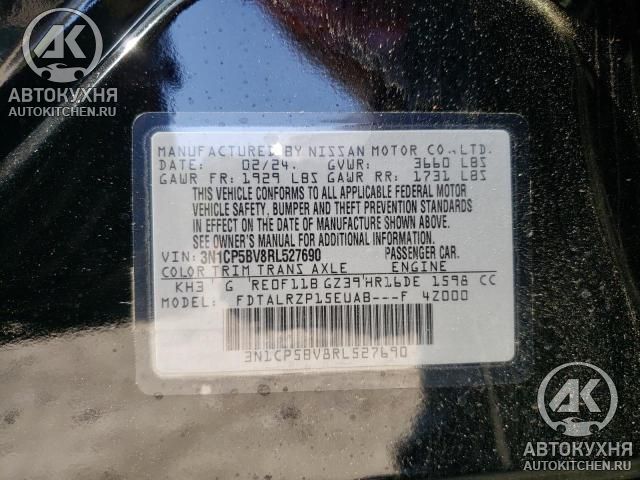 AK
АВТОКУХНЯ
AUTOKITCHEN.RU
MANUFACTURED BY NISSAN MOTOR CO.,LTD.
DATE: 02/24. GVWR: 3660 LBS
GAWR FR: 1929 LBS GAWR RR: 1731 LBS
THIS VEHICLE CONFORMS TO ALL APPLICABLE FEDERAL MOTOR
VEHICLE SAFETY, BUMPER AND THEFT PREVENTION STANDARDS
IN EFFECT ON THE DATE OF MANUFACTURE SHOWN ABOVE.
SEE OWNER'S MANUAL FOR ADDITIONAL INFORMATION.
VIN: 3N1CP5BV8RL527690 PASSENGER CAR.
COLOR TRIM TRANS AXLE ENGINE
KH3 G RE0F11B GZ39 HR16DE 1598 CC
MODEL: FDTALRZP15EUAB---F 4Z000
3N1CP5BV8RL527690
AK
АВТОКУХНЯ
AUTOKITCHEN.RU